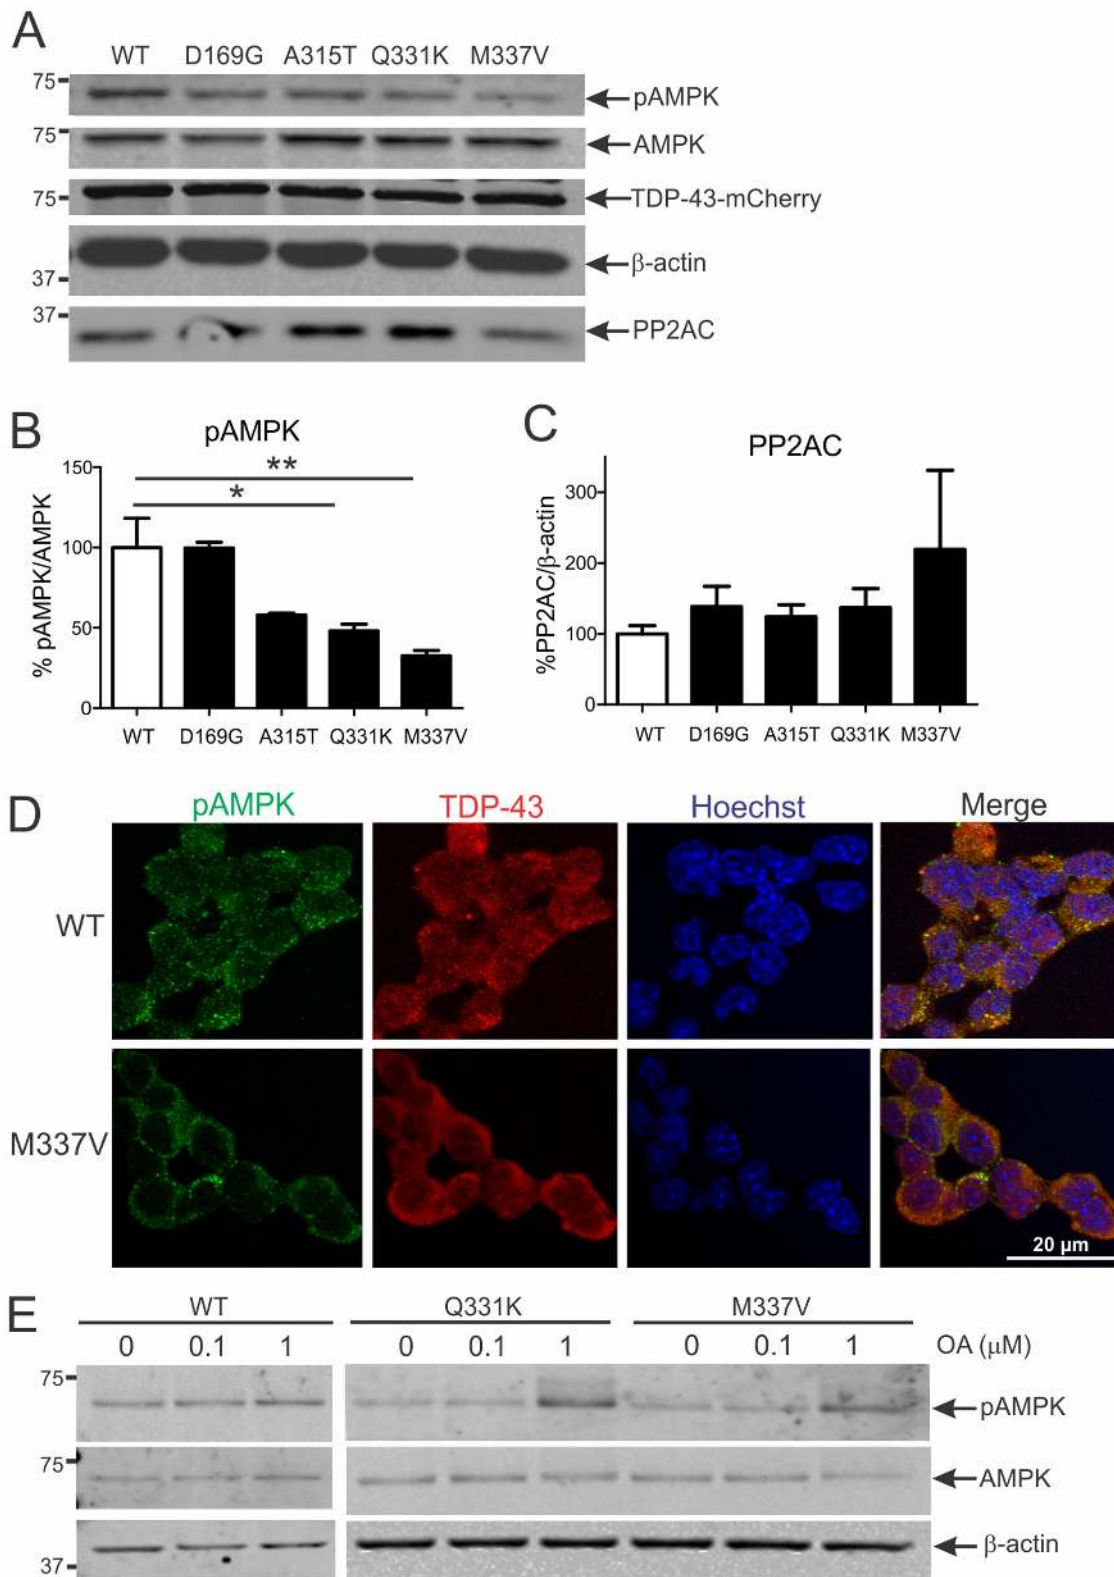 A
WT D169G A315T Q331K M337V
75
pAMPK
75
AMPK
75
TDP-43-mCherry
β-actin
37
37
PP2AC
B
pAMPK
**
*
% pAMPK/AMPK
150
100
50
0
WT D169G A315T Q331K M337V
C
PP2AC
%PP2AC/β-actin
300
200
100
0
WT D169G A315T Q331K M337V
D
pAMPK TDP-43 Hoechst Merge
WT
M337V
20 µm
E
WT Q331K M337V
0 0.1 1 0 0.1 1 0 0.1 1 OA (µM)
75
pAMPK
75
AMPK
β-actin
37